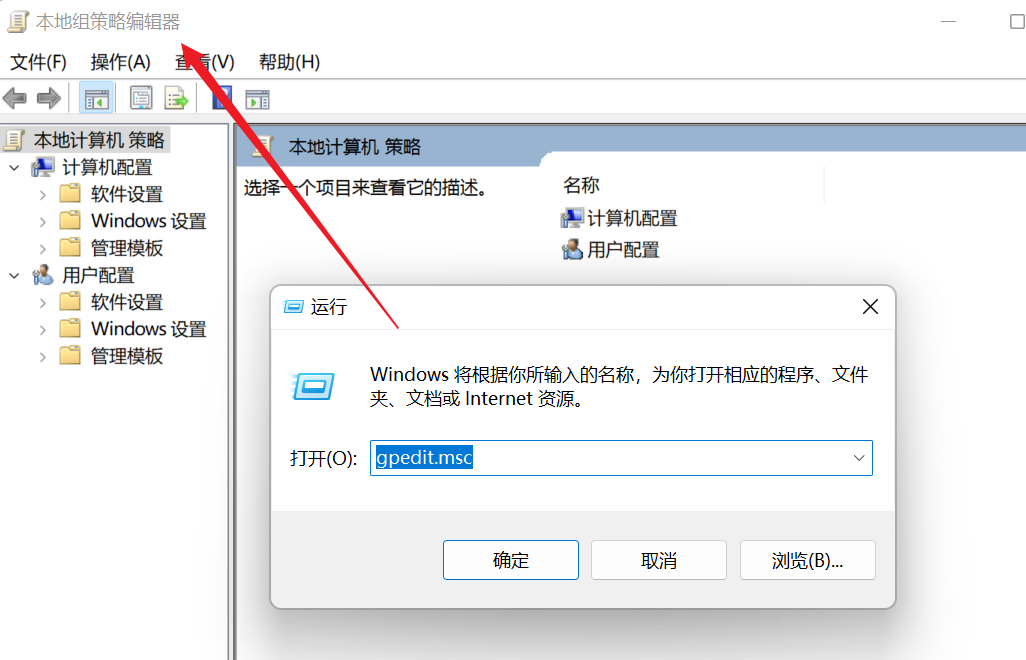 本地组策略编辑器
文件(F) 操作(A) 查看(V) 帮助(H)
本地计算机 策略
计算机配置
软件设置
Windows 设置
管理模板
用户配置
软件设置
Windows 设置
管理模板
本地计算机 策略
选择一个项目来查看它的描述。
名称
计算机配置
用户配置
运行
Windows 将根据你所输入的名称，为你打开相应的程序、文件
夹、文档或 Internet 资源。
打开(O): gpedit.msc
确定 取消 浏览(B)...